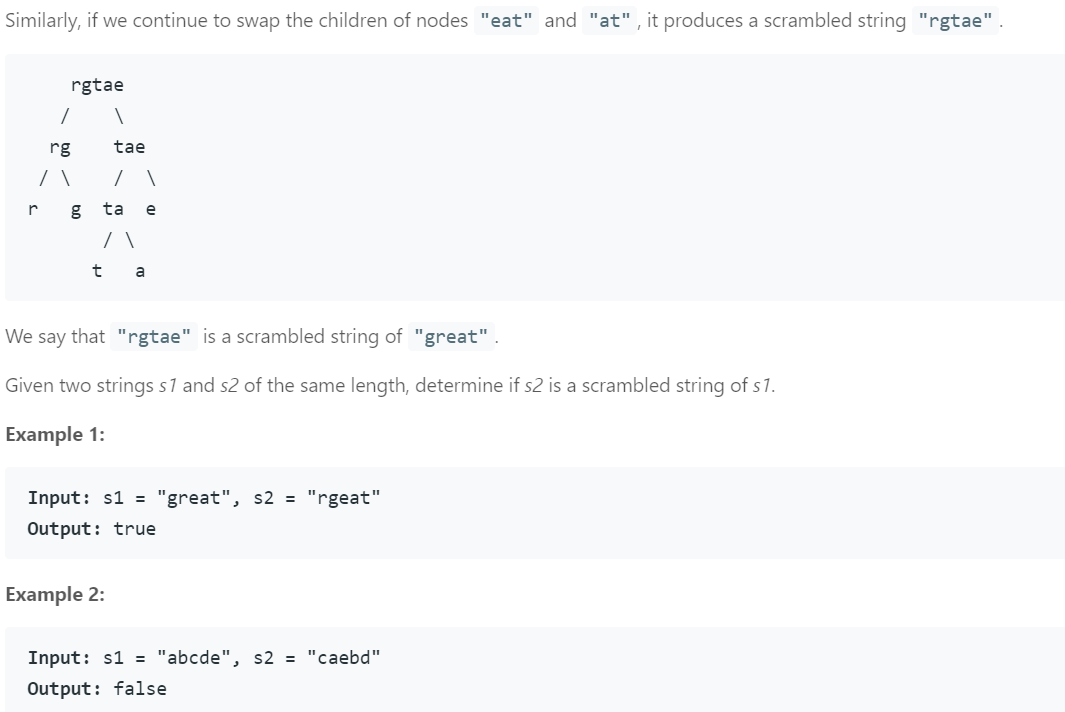 Similarly, if we continue to swap the children of nodes "eat" and "at", it produces a scrambled string "rgtae".
    rgtae
   /    \
  rg    tae
 / \    /  \
r   g  ta  e
       / \
      t   a
We say that "rgtae" is a scrambled string of "great".
Given two strings s1 and s2 of the same length, determine if s2 is a scrambled string of s1.
Example 1:
Input: s1 = "great", s2 = "rgeat"
Output: true
Example 2:
Input: s1 = "abcde", s2 = "caebd"
Output: false